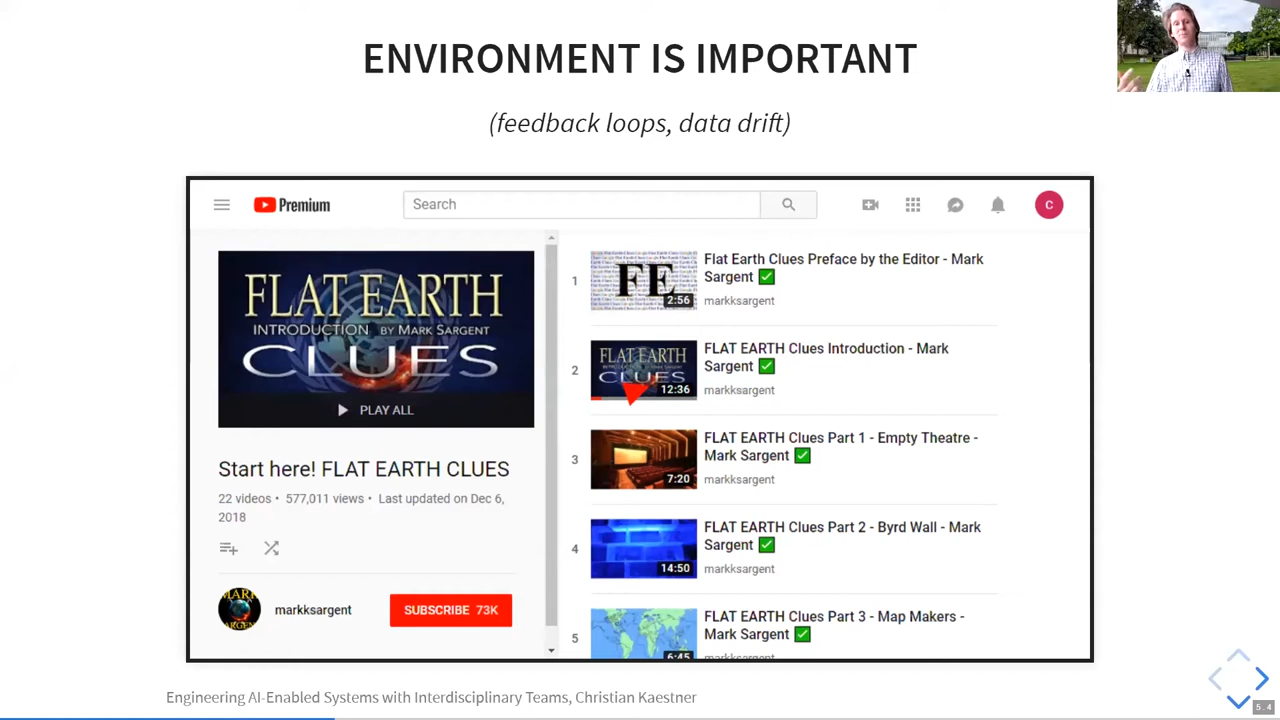 ENVIRONMENT IS IMPORTANT
(feedback loops, data drift)
Premium
Search
C
FLAT EARTH
INTRODUCTION BY MARK SARGENT
CLUES
PLAY ALL
Start here! FLAT EARTH CLUES
22 videos • 577,011 views • Last updated on Dec 6,
2018
markksargent
SUBSCRIBE 73K
1
FE
2:56
Flat Earth Clues Preface by the Editor - Mark
Sargent ✅
markksargent
2
FLAT EARTH
CLUES
12:36
FLAT EARTH Clues Introduction - Mark
Sargent ✅
markksargent
3
7:20
FLAT EARTH Clues Part 1 - Empty Theatre -
Mark Sargent ✅
markksargent
4
14:50
FLAT EARTH Clues Part 2 - Byrd Wall - Mark
Sargent ✅
markksargent
5
6:45
FLAT EARTH Clues Part 3 - Map Makers -
Mark Sargent ✅
markksargent
Engineering AI-Enabled Systems with Interdisciplinary Teams, Christian Kaestner
5.4